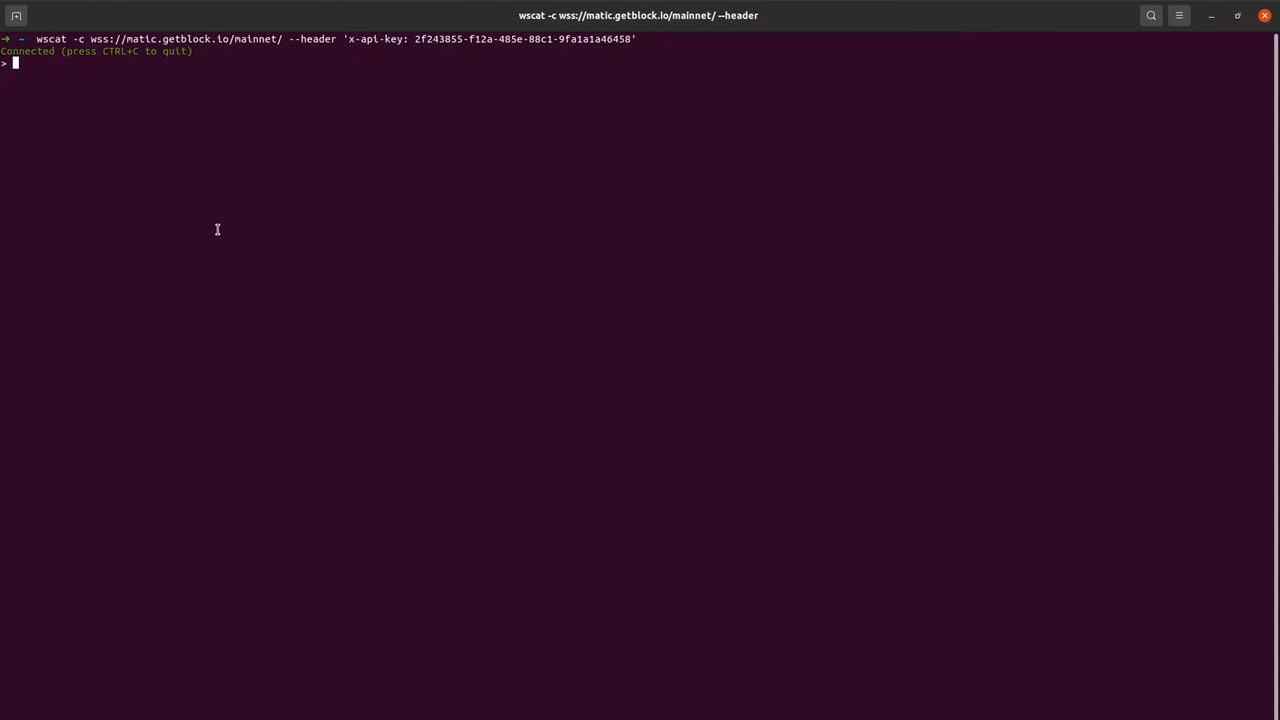 wscat -c wss://matic.getblock.io/mainnet/ --header
➜ ~ wscat -c wss://matic.getblock.io/mainnet/ --header 'x-api-key: 2f243855-f12a-485e-88c1-9fa1a1a46458'
Connected (press CTRL+C to quit)
>